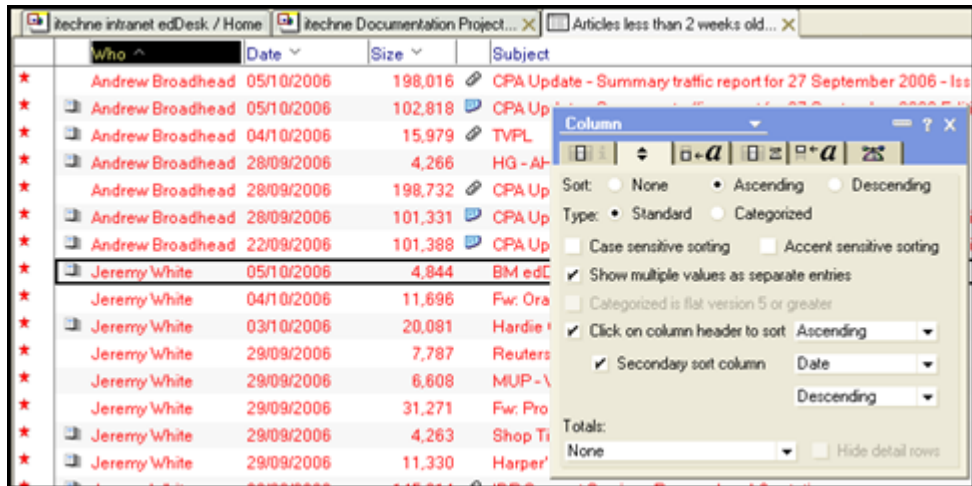 itechne intranet edDesk / Home itechne Documentation Project... Articles less than 2 weeks old...
Who Date Size Subject
Andrew Broadhead 05/10/2006 198,016 CPA Update - Summary traffic report for 27 September 2006 - Iss
Andrew Broadhead 05/10/2006 102,818 CPA Up
Andrew Broadhead 04/10/2006 15,979 TVPL
Andrew Broadhead 28/09/2006 4,266 HG - AH
Andrew Broadhead 28/09/2006 198,732 CPA Up
Andrew Broadhead 28/09/2006 101,331 CPA Up
Andrew Broadhead 22/09/2006 101,388 CPA Up
Jeremy White 05/10/2006 4,844 BM edD
Jeremy White 04/10/2006 11,696 Fw: Ora
Jeremy White 03/10/2006 20,081 Hardie
Jeremy White 29/09/2006 7,787 Reuters
Jeremy White 29/09/2006 6,608 MUP - V
Jeremy White 29/09/2006 31,271 Fw: Pro
Jeremy White 29/09/2006 4,263 Shop Ti
Jeremy White 29/09/2006 11,330 Harper'
Column
Sort: None Ascending Descending
Type: Standard Categorized
Case sensitive sorting Accent sensitive sorting
Show multiple values as separate entries
Categorized is flat version 5 or greater
Click on column header to sort Ascending
Secondary sort column Date
Descending
Totals:
None Hide detail rows